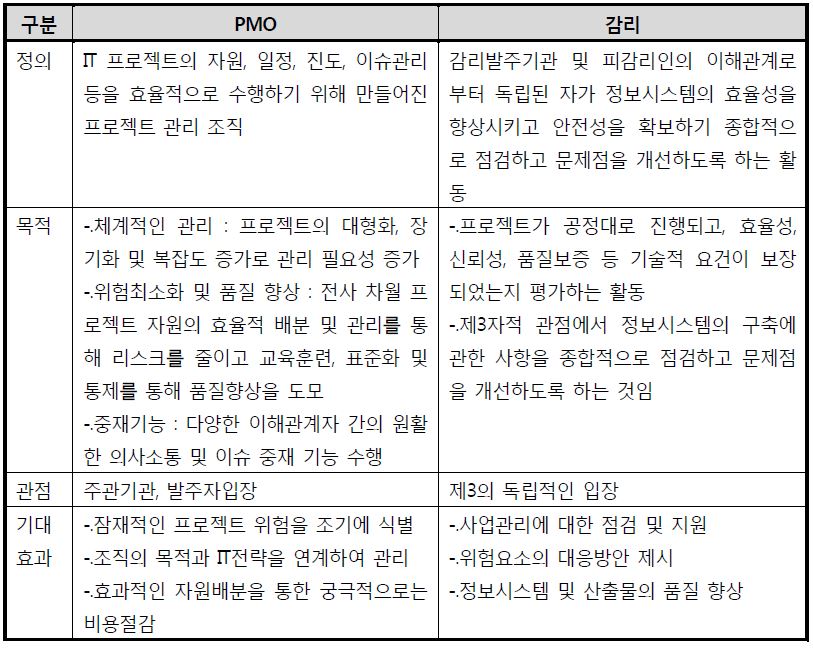 구분 PMO 감리
정의
IT 프로젝트의 자원, 일정, 진도, 이슈관리
등을 효율적으로 수행하기 위해 만들어진
프로젝트 관리 조직
감리발주기관 및 피감리인의 이해관계로
부터 독립된 자가 정보시스템의 효율성을
향상시키고 안전성을 확보하기 종합적으
로 점검하고 문제점을 개선하도록 하는 활
동
목적
-.체계적인 관리 : 프로젝트의 대형화, 장
기화 및 복잡도 증가로 관리 필요성 증가
-.위험최소화 및 품질 향상 : 전사 차월 프
로젝트 자원의 효율적 배분 및 관리를 통
해 리스크를 줄이고 교육훈련, 표준화 및
통제를 통해 품질향상을 도모
-.중재기능 : 다양한 이해관계자 간의 원활
한 의사소통 및 이슈 중재 기능 수행
-.프로젝트가 공정대로 진행되고, 효율성,
신뢰성, 품질보증 등 기술적 요건이 보장
되었는지 평가하는 활동
-.제3자적 관점에서 정보시스템의 구축에
관한 사항을 종합적으로 점검하고 문제점
을 개선하도록 하는 것임
관점
주관기관, 발주자입장
제3의 독립적인 입장
기대
효과
-.잠재적인 프로젝트 위험을 조기에 식별
-.조직의 목적과 IT전략을 연계하여 관리
-.효과적인 자원배분을 통한 궁극적으로는
비용절감
-.사업관리에 대한 점검 및 지원
-.위험요소의 대응방안 제시
-.정보시스템 및 산출물의 품질 향상